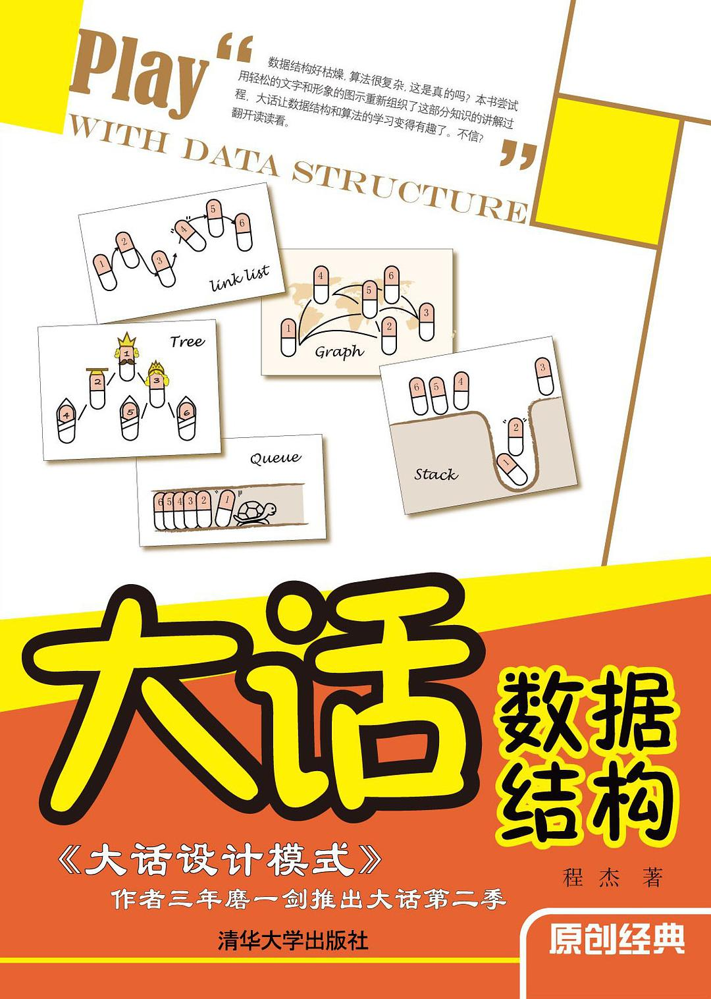 Play
“
数据结构好枯燥,算法很复杂,这是真的吗?本书尝试
用轻松的文字和形象的图示重新组织了这部分知识的讲解过
程,大话让数据结构和算法的学习变得有趣了。不信?
翻开读读看。
”
WITH DATA STRUCTURE
1 2 3 4 5 6
link list
4 6
5
3
1 2
Graph
Tree
1
2 3
4 5 6
6 5 4 3
2
1
Stack
Queue
6 5 4 3 2 1
大话
数据
结构
《大话设计模式》
作者三年磨一剑推出大话第二季
程 杰 著
清华大学出版社
原创经典